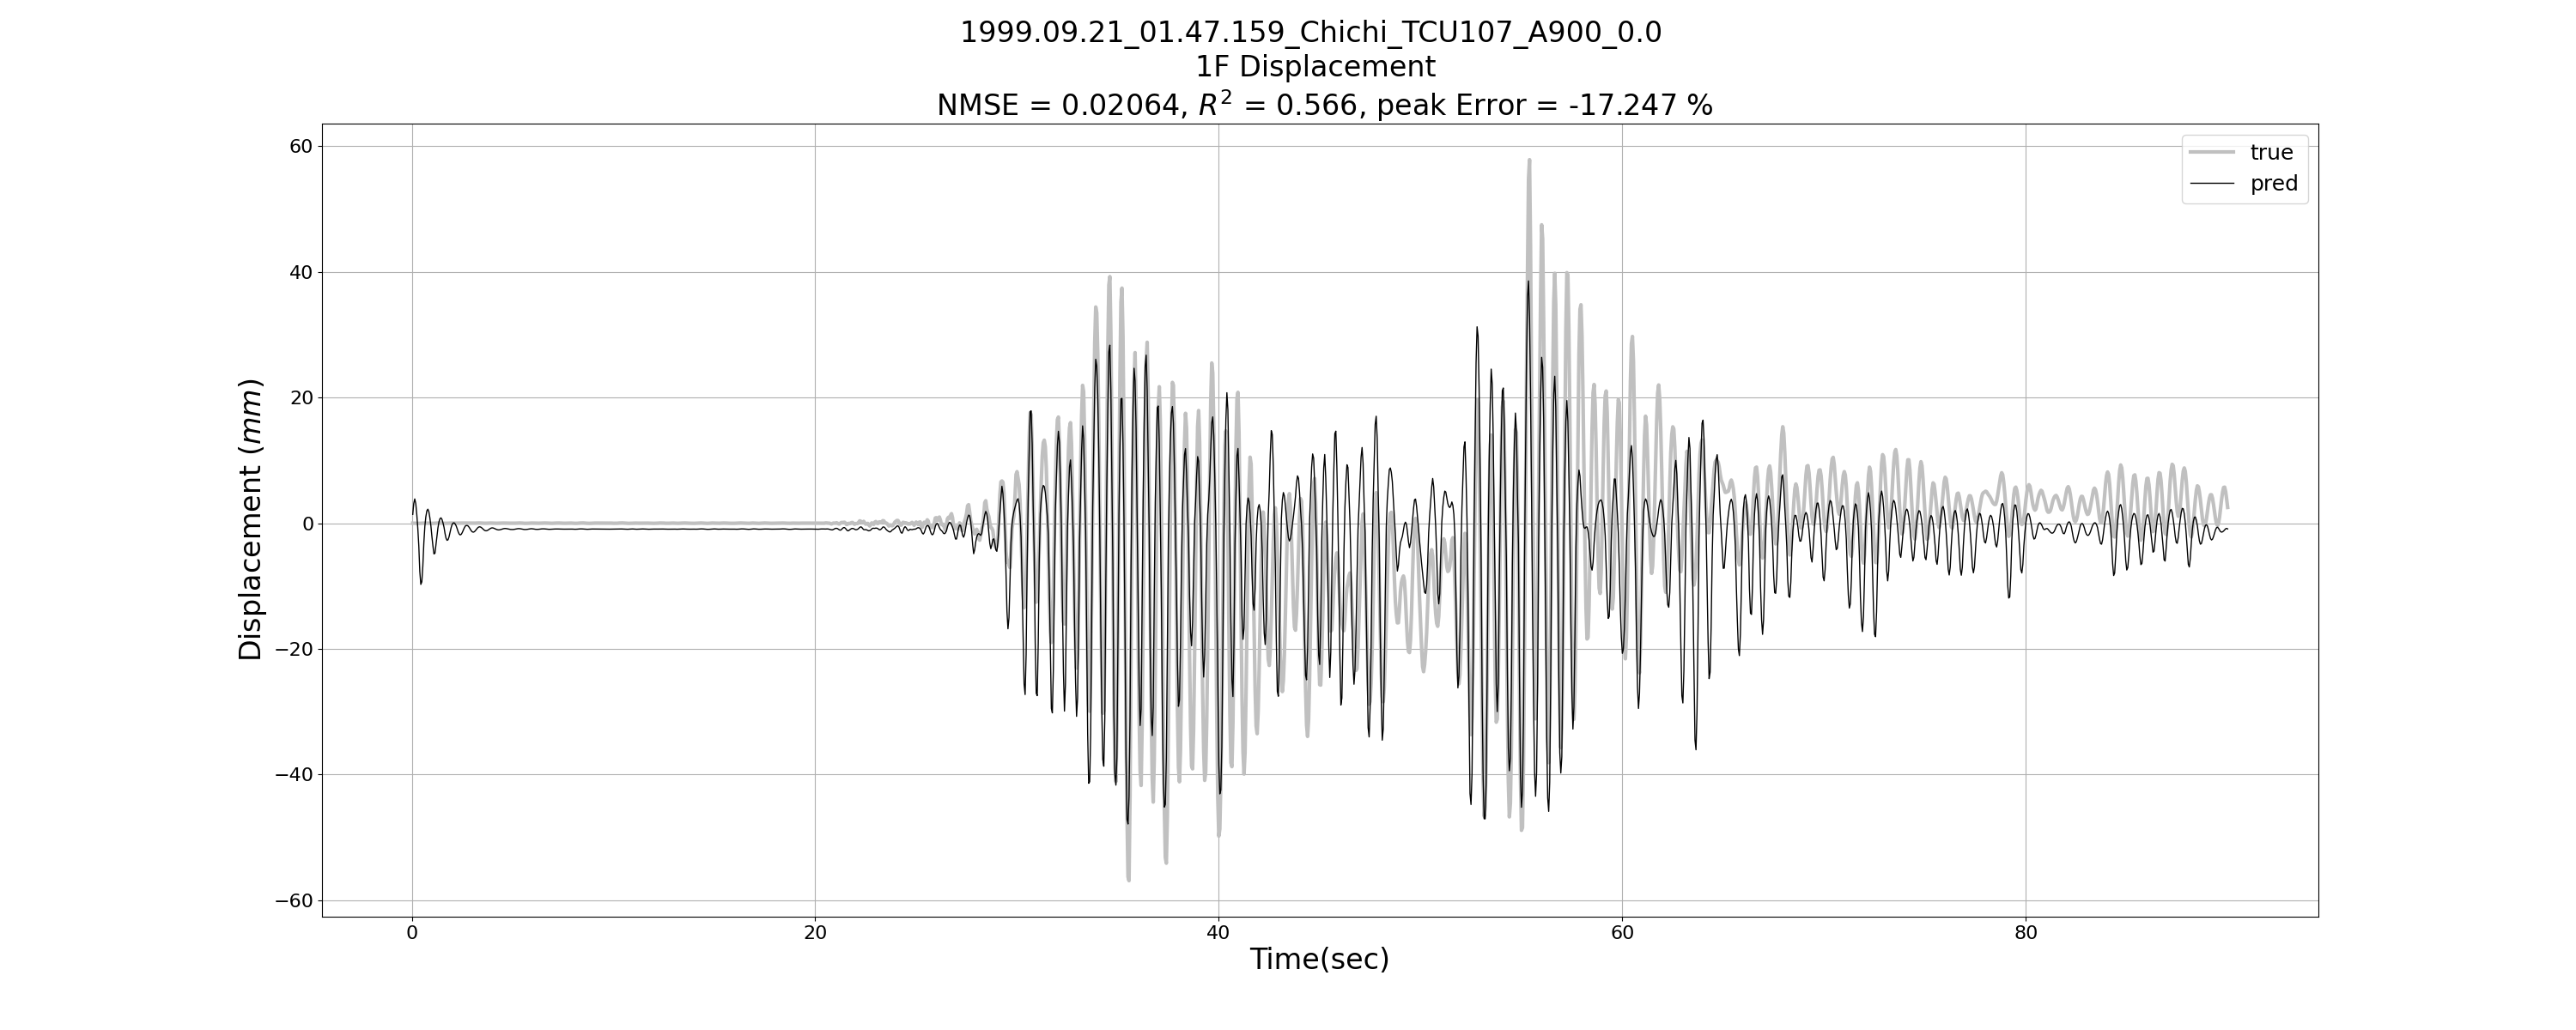 1999.09.21_01.47.159_Chichi_TCU107_A900_0.0
1F Displacement
NMSE = 0.02064, R² = 0.566, peak Error = -17.247 %
true
pred
Displacement (mm)
60
40
20
0
−20
−40
−60
0 20 40 60 80
Time(sec)